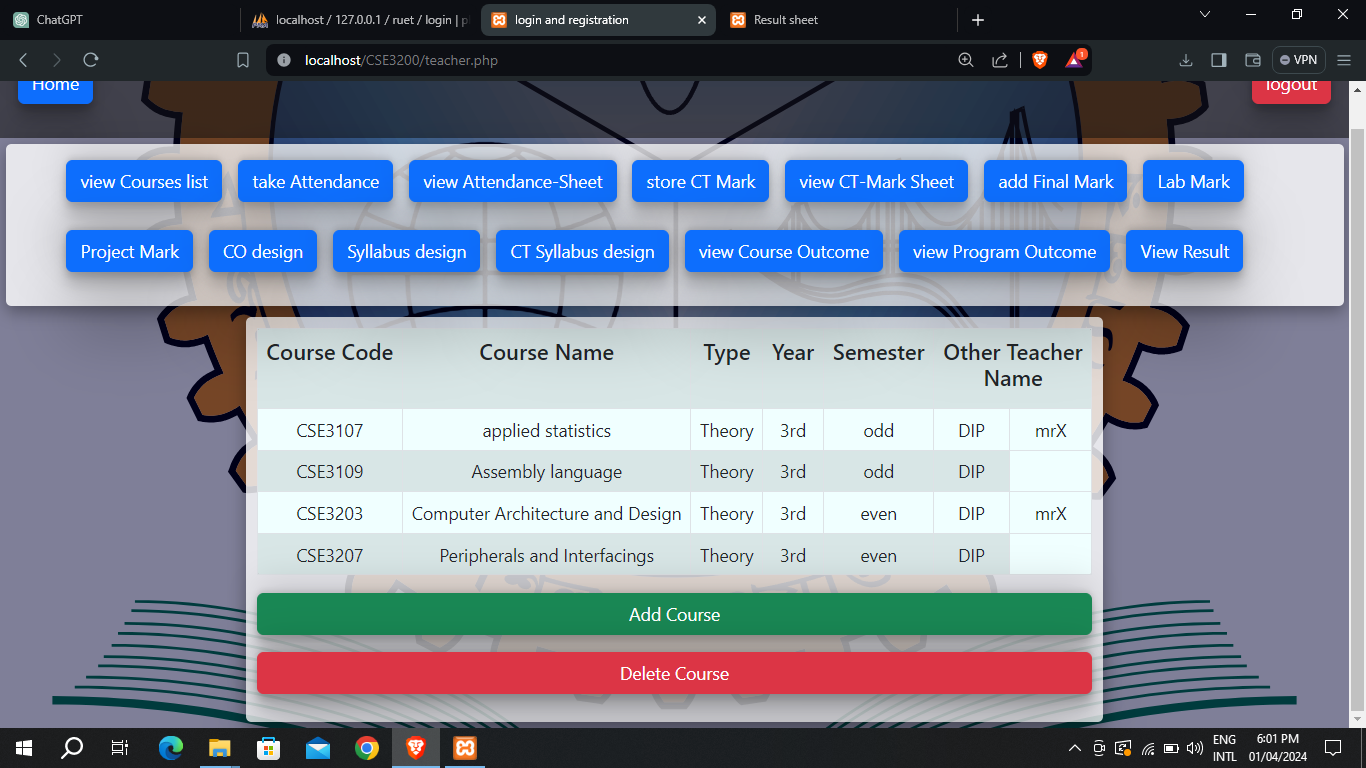 ChatGPT
localhost / 127.0.0.1 / ruet / login | p
login and registration
Result sheet
localhost/CSE3200/teacher.php
1
VPN
Home
logout
view Courses list take Attendance view Attendance-Sheet store CT Mark view CT-Mark Sheet add Final Mark Lab Mark
Project Mark CO design Syllabus design CT Syllabus design view Course Outcome view Program Outcome View Result
Course Code Course Name Type Year Semester Other Teacher
Name
CSE3107 applied statistics Theory 3rd odd DIP mrX
CSE3109 Assembly language Theory 3rd odd DIP
CSE3203 Computer Architecture and Design Theory 3rd even DIP mrX
CSE3207 Peripherals and Interfacings Theory 3rd even DIP
Add Course
Delete Course
ENG
INTL
6:01 PM
01/04/2024